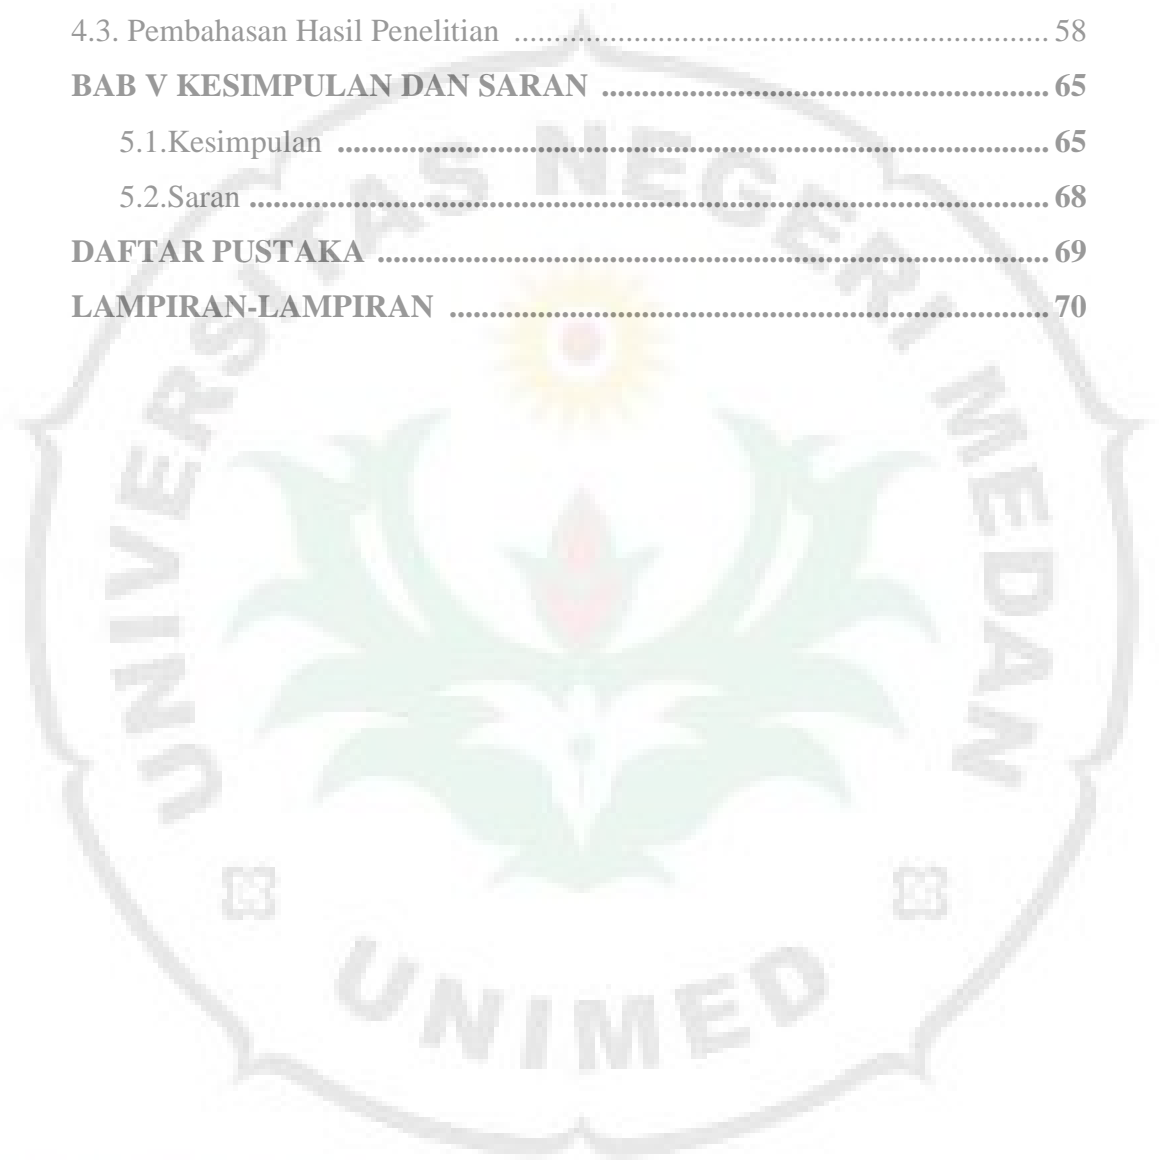 4.3. Pembahasan Hasil Penelitian ................................................................... 58
BAB V KESIMPULAN DAN SARAN ........................................................ 65
5.1.Kesimpulan ......................................................................................... 65
5.2.Saran .................................................................................................... 68
DAFTAR PUSTAKA .................................................................................... 69
LAMPIRAN-LAMPIRAN ........................................................................... 70
UNIVERSITAS NEGERI MEDAN
UNIMED